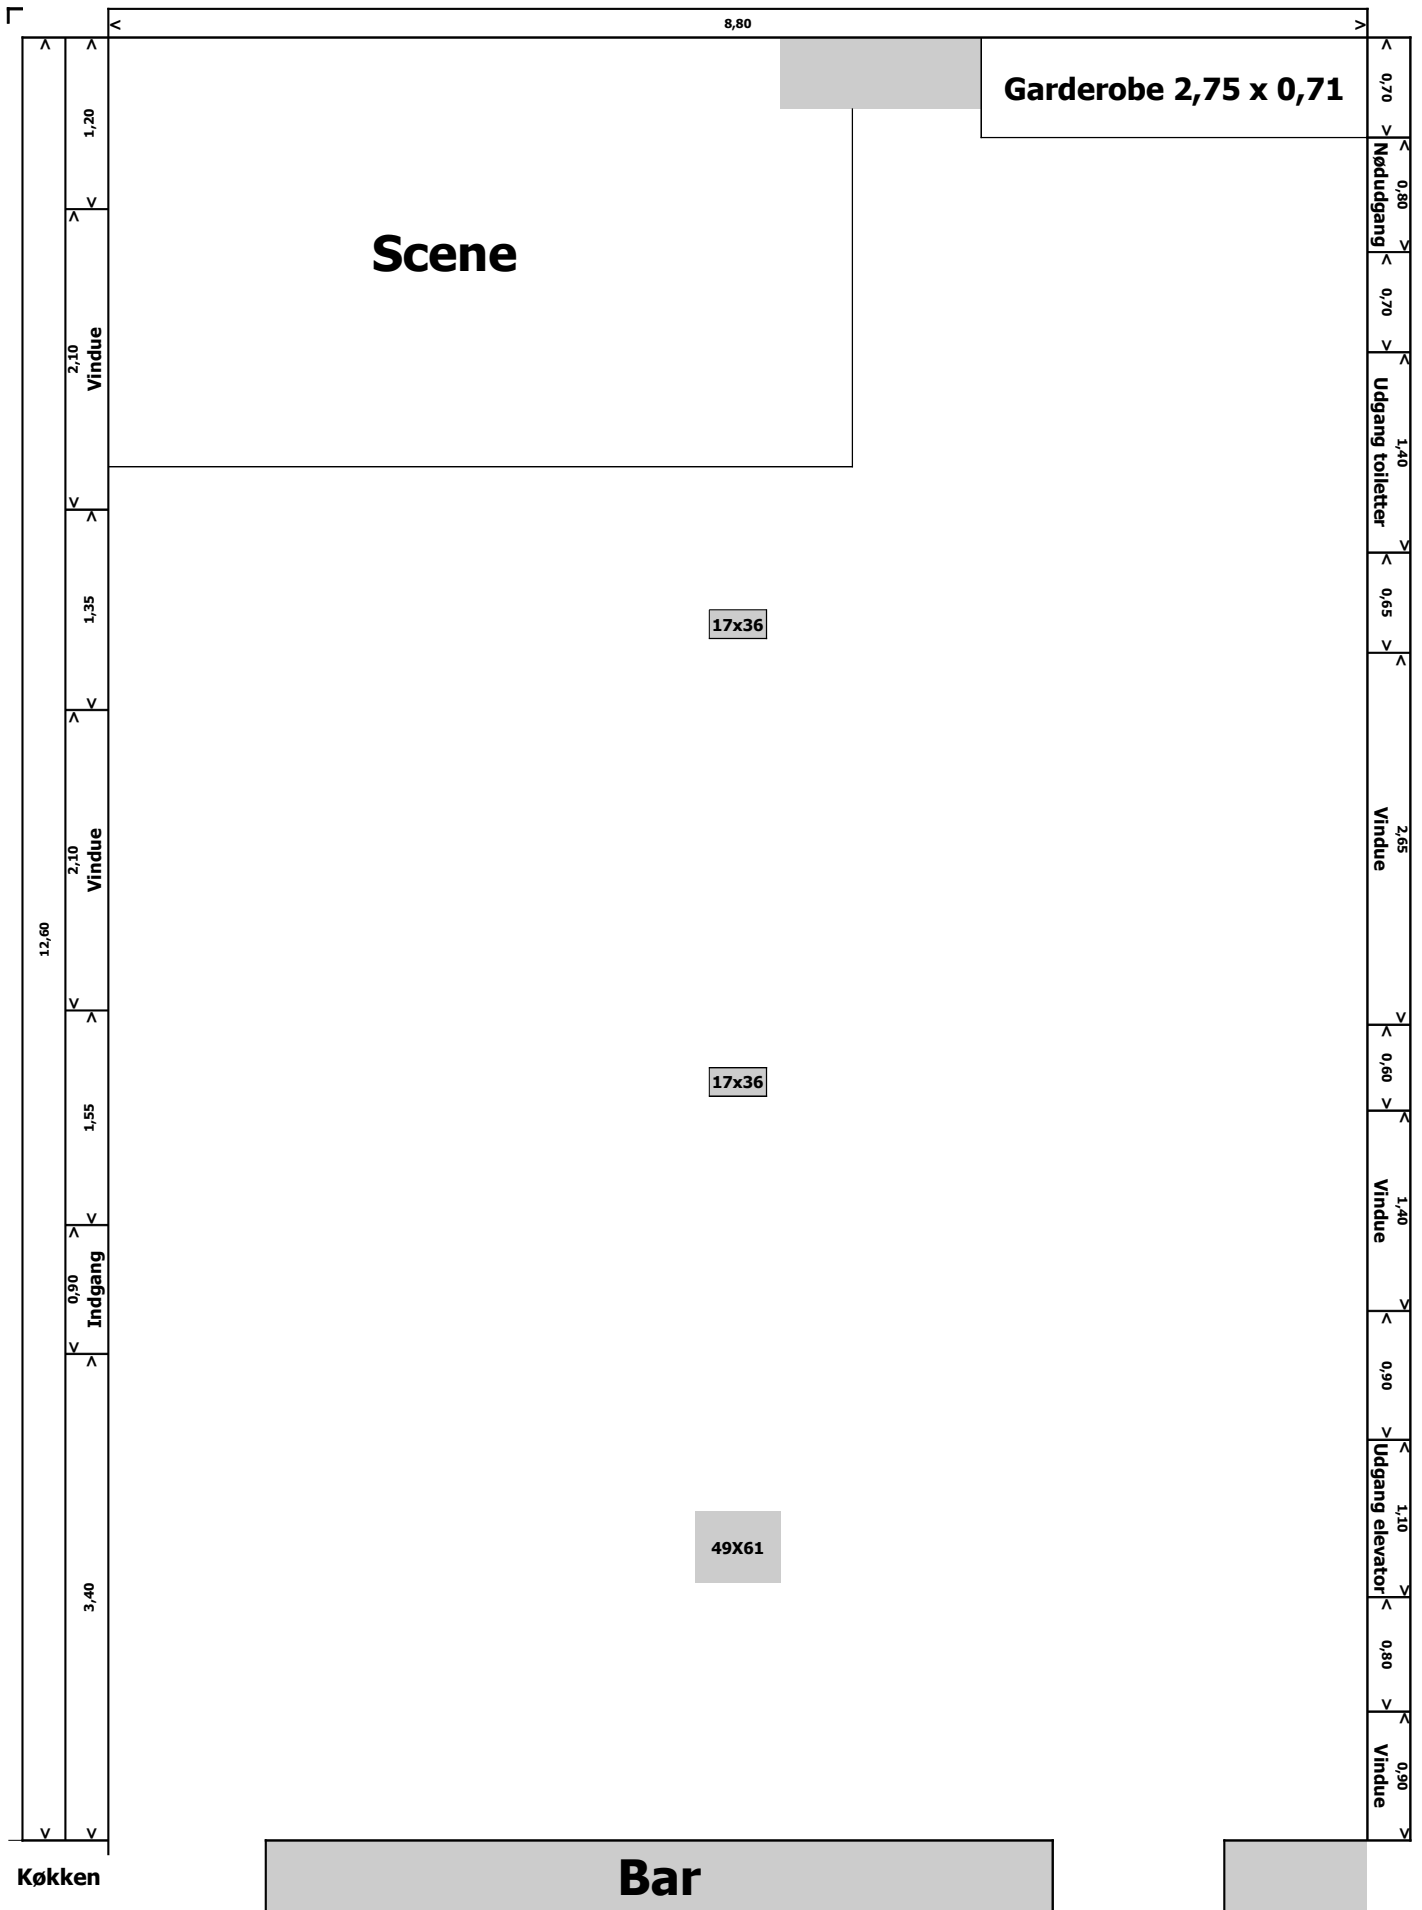 8,80
Garderobe 2,75 x 0,71
Scene
1,20
2,10
Vindue
1,35
2,10
Vindue
12,60
1,55
0,90
Indgang
3,40
0,70
0,80
Nødudgang
0,70
1,40
Udgang toiletter
0,65
2,65
Vindue
0,60
1,40
Vindue
0,90
1,10
Udgang elevator
0,80
0,90
Vindue
17x36
17x36
49X61
Køkken
Bar